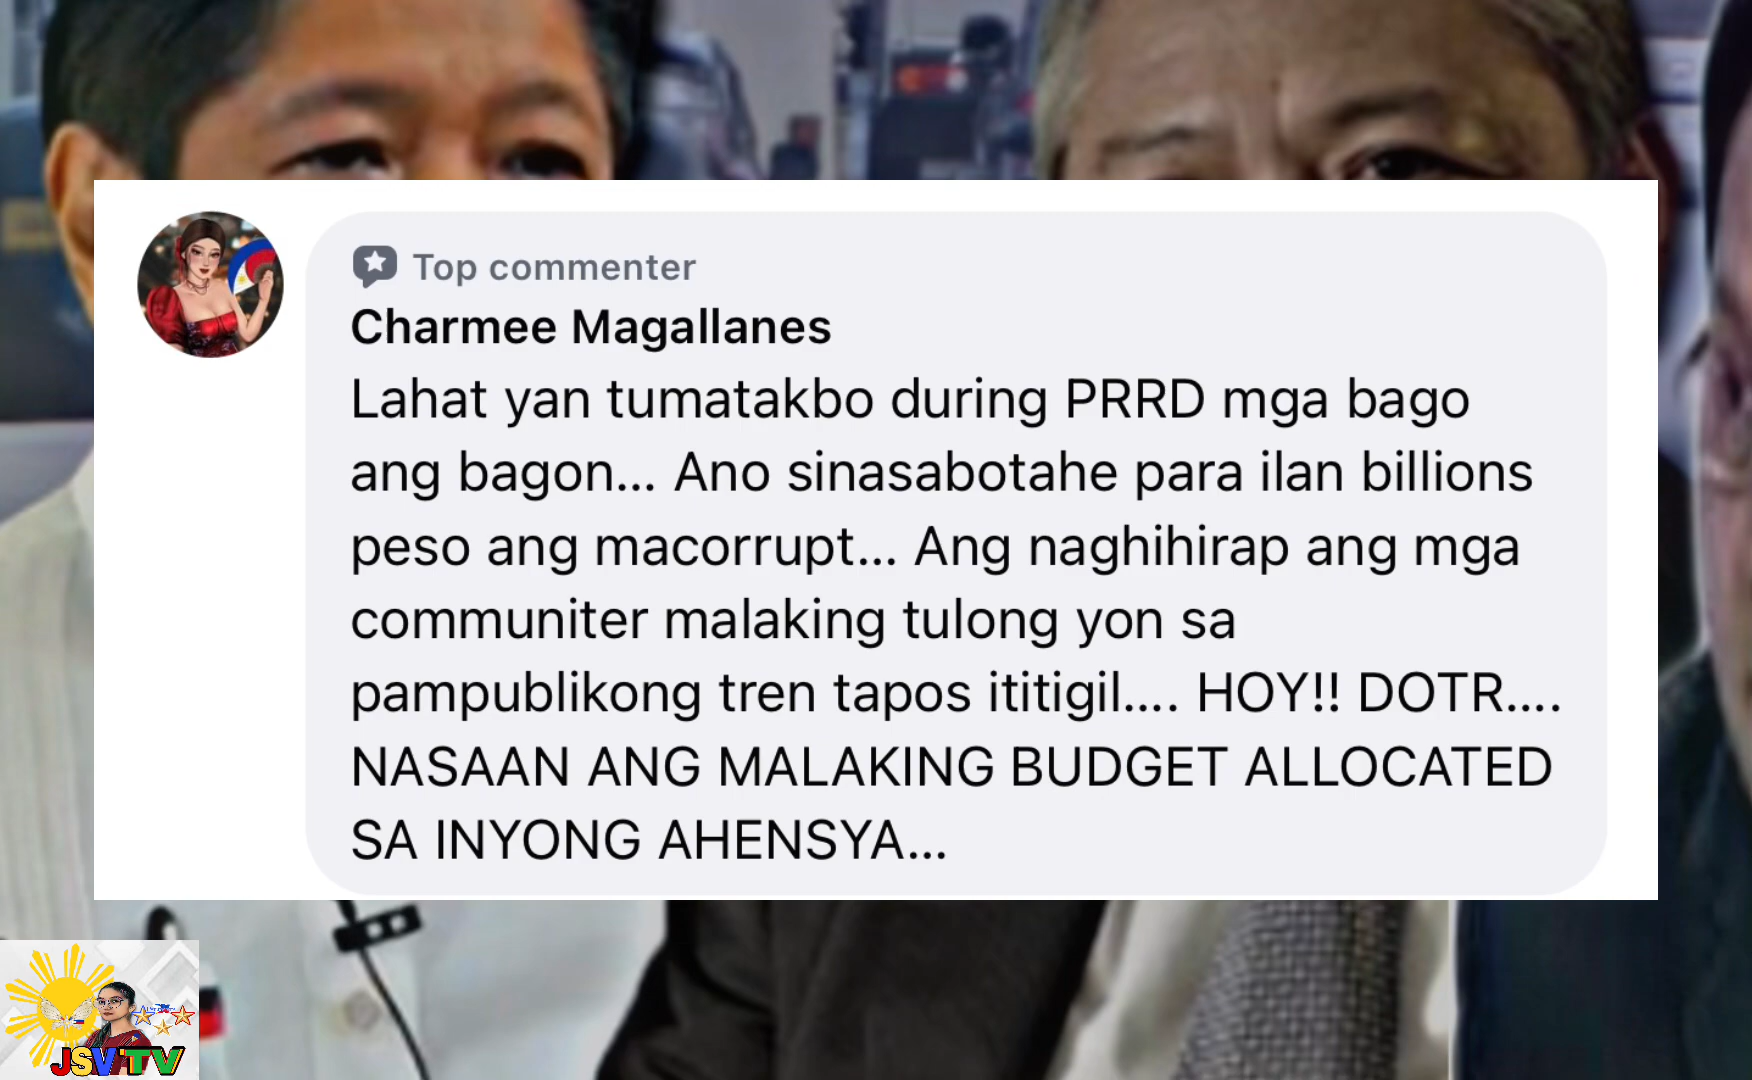 Top commenter
Charmee Magallanes
Lahat yan tumatakbo during PRRD mga bago
ang bagon... Ano sinasabotahe para ilan billions
peso ang macorrupt... Ang naghihirap ang mga
communiter malaking tulong yon sa
pampublikong tren tapos ititigil.... HOY!! DOTR....
NASAAN ANG MALAKING BUDGET ALLOCATED
SA INYONG AHENSYA...
JSV TV